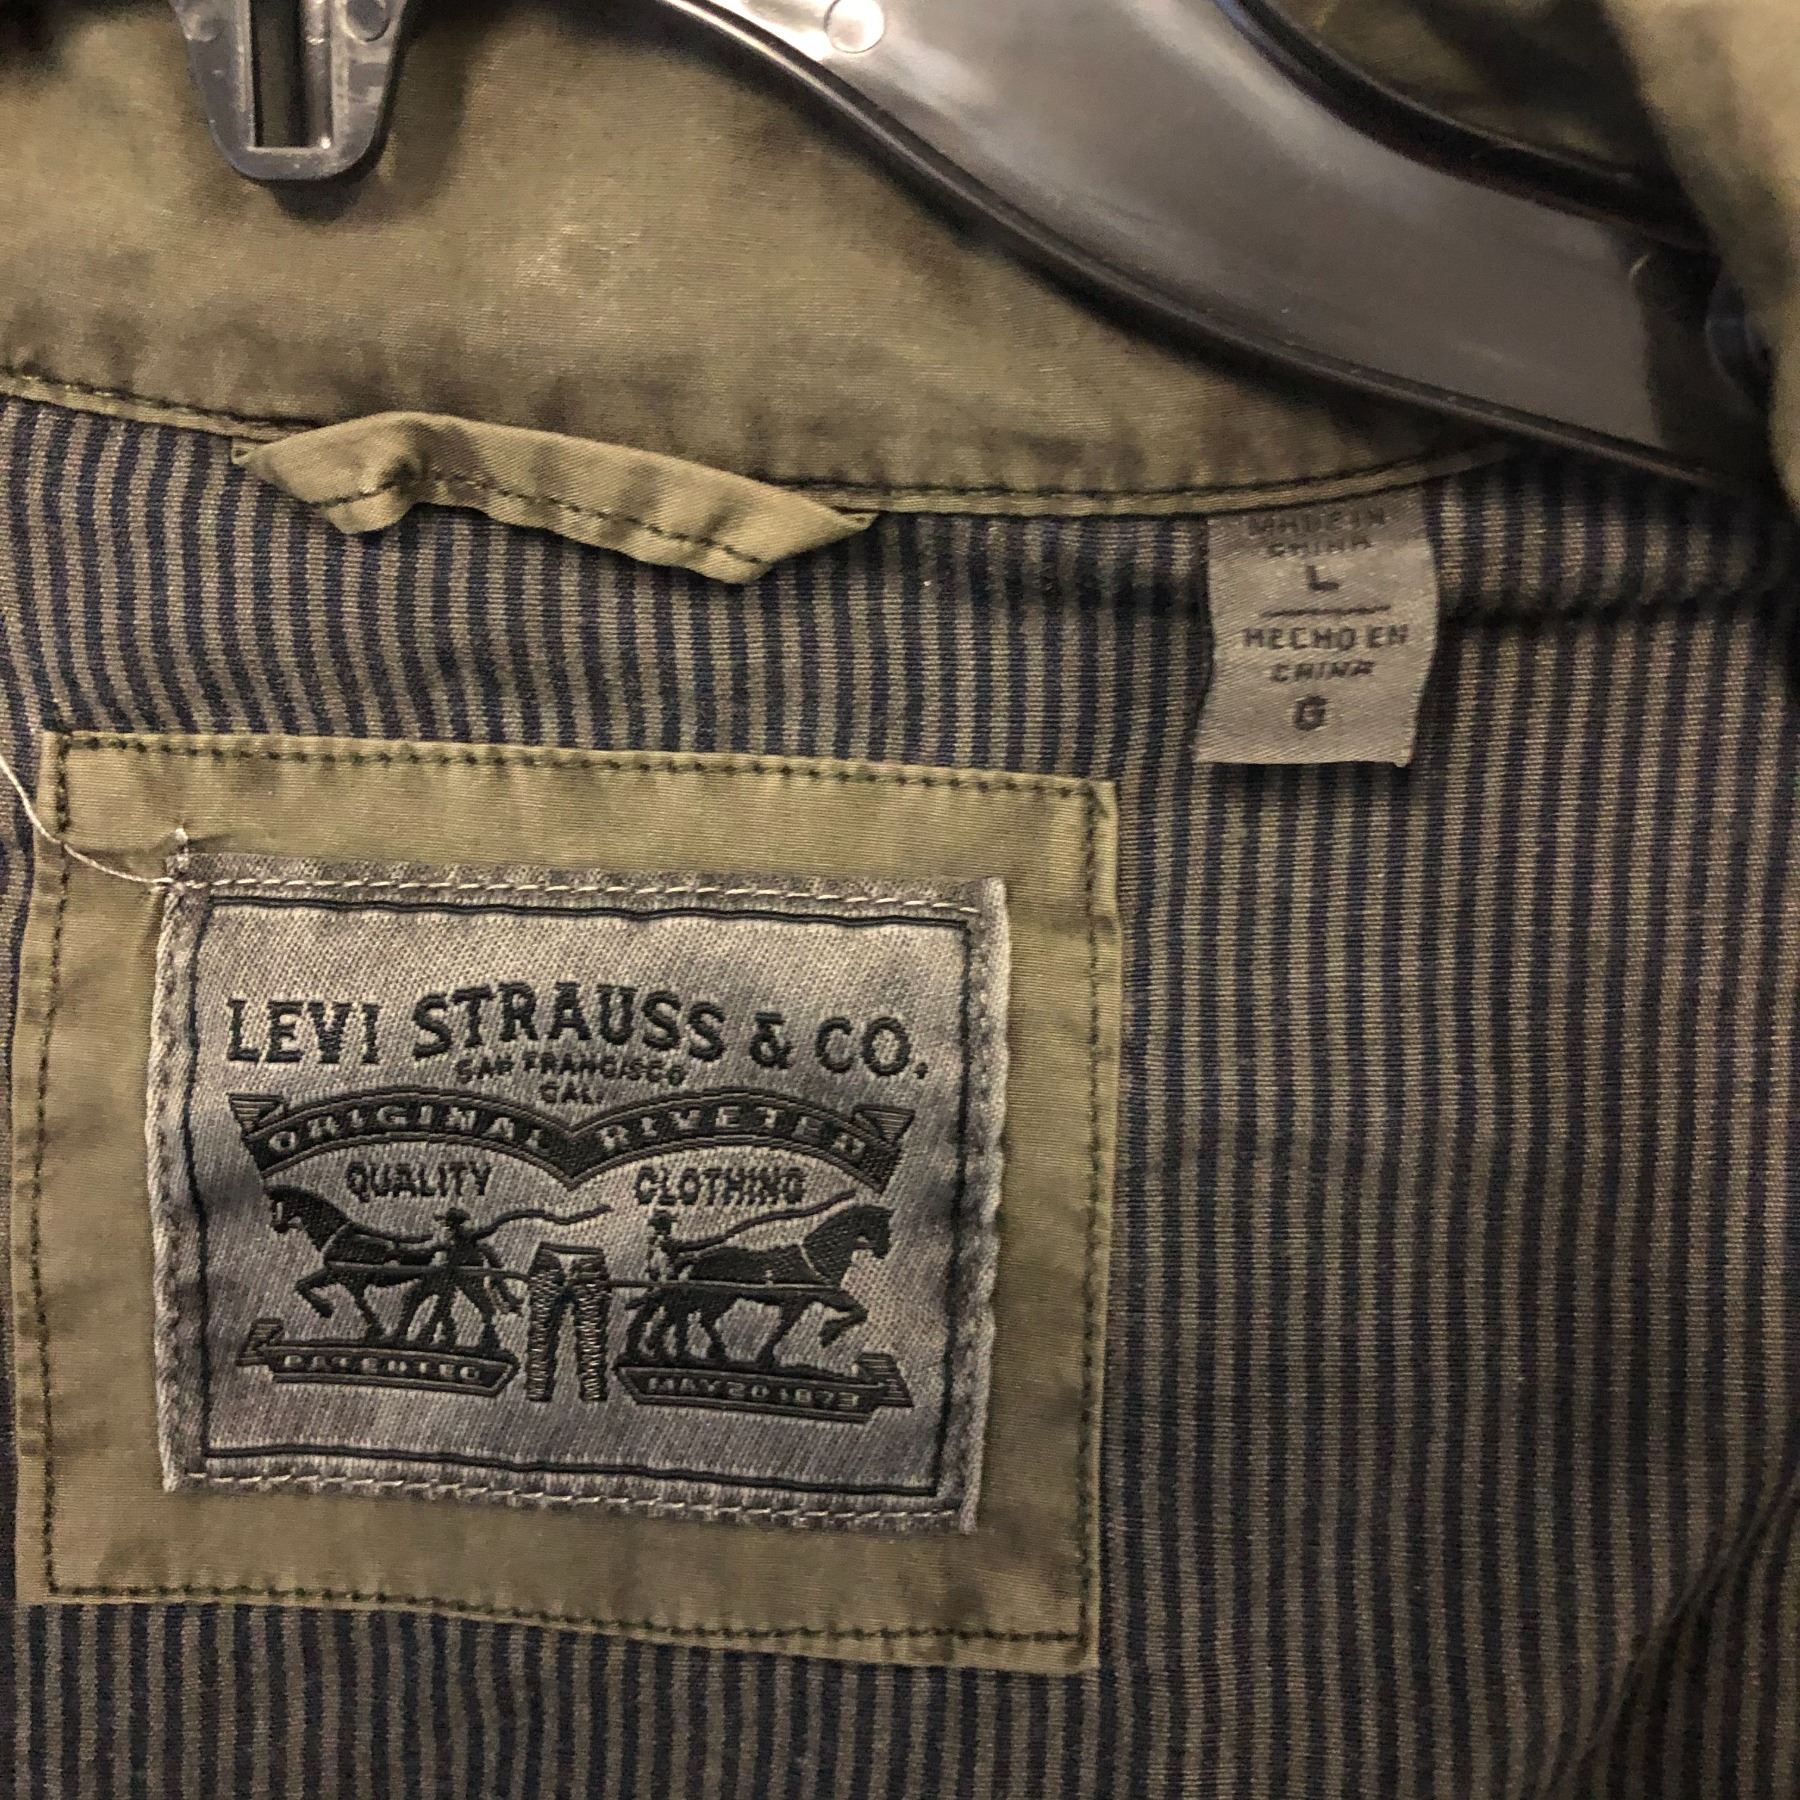 MADE IN
CHINA
L
HECHO EN
CHINA
G
LEVI STRAUSS & CO.
SAN FRANCISCO
CAL.
ORIGINAL RIVETED
QUALITY CLOTHING
PATENTED MAY 20 1873